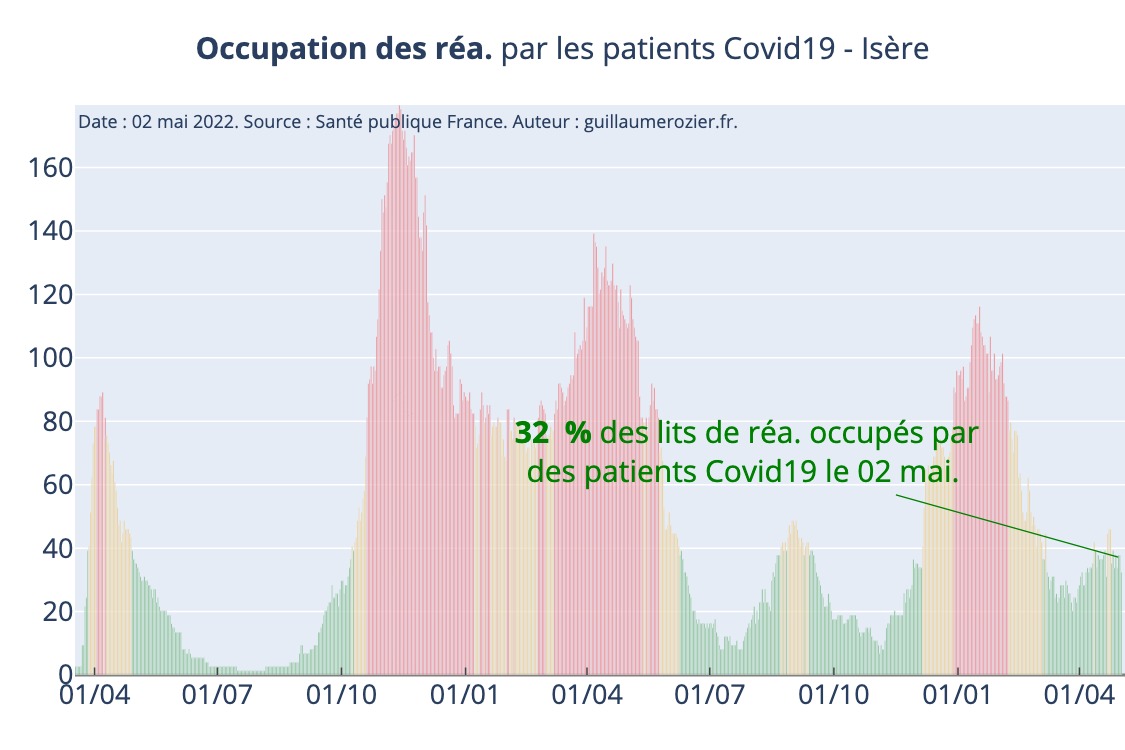 Occupation des réa. par les patients Covid19 - Isère
Date : 02 mai 2022. Source : Santé publique France. Auteur : guillaumerozier.fr.
160
140
120
100
80
32 % des lits de réa. occupés par
des patients Covid19 le 02 mai.
60
40
20
0
01/04 01/07 01/10 01/01 01/04 01/07 01/10 01/01 01/04